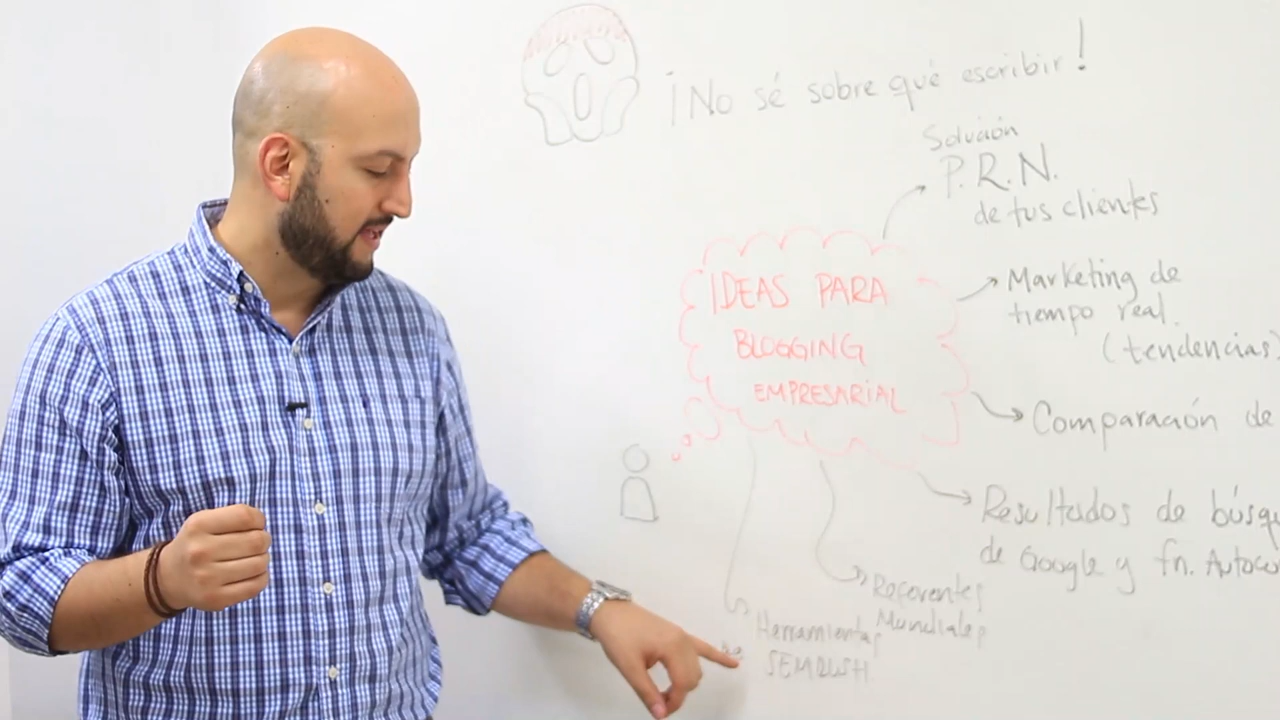 ¡No sé sobre qué escribir!
Solución
P.R.N.
de tus clientes
IDEAS PARA
BLOGGING
EMPRESARIAL
Marketing de
tiempo real.
(tendencias)
Comparación de
Resultados de búsqu
de Google y fn. Autoco
Referentes
Mundiales
Herramientas
SEMRUSH